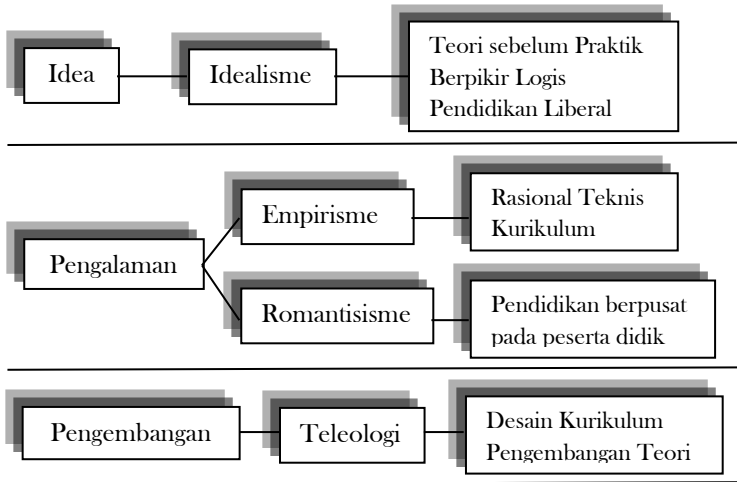 Idea
Idealisme
Teori sebelum Praktik
Berpikir Logis
Pendidikan Liberal
Pengalaman
Empirisme
Rasional Teknis
Kurikulum
Romantisisme
Pendidikan berpusat
pada peserta didik
Pengembangan
Teleologi
Desain Kurikulum
Pengembangan Teori